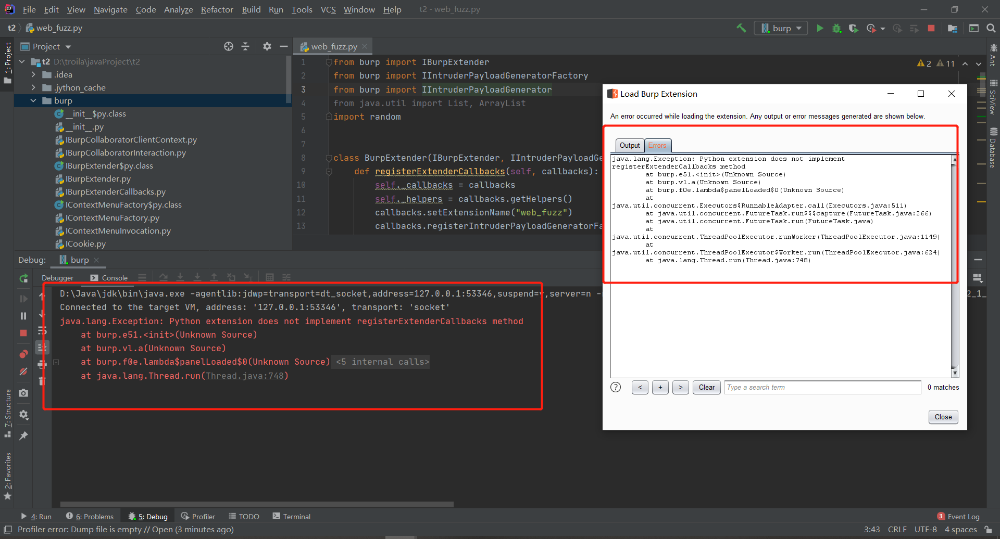 File Edit View Navigate Code Analyze Refactor Build Run Tools VCS Window Help t2 - web_fuzz.py
t2 web_fuzz.py
burp
1: Project
Project
web_fuzz.py
t2 D:\troila\javaProject\t2
.idea
.jython_cache
burp
__init__$py.class
__init__.py
IBurpCollaboratorClientContext.py
IBurpCollaboratorInteraction.py
IBurpExtender$py.class
IBurpExtender.py
IBurpExtenderCallbacks.py
IContextMenuFactory$py.class
IContextMenuFactory.py
IContextMenuInvocation.py
ICookie.py
1 from burp import IBurpExtender
2 from burp import IIntruderPayloadGeneratorFactory
3 from burp import IIntruderPayloadGenerator
4 from java.util import List, ArrayList
5 import random
6
7
8 class BurpExtender(IBurpExtender, IIntruderPayloadGe
9 def registerExtenderCallbacks(self, callbacks):
10 self._callbacks = callbacks
11 self._helpers = callbacks.getHelpers()
12 callbacks.setExtensionName("web_fuzz")
13 callbacks.registerIntruderPayloadGeneratorFa
2 11
Ant
SciView
Database
Load Burp Extension
An error occurred while loading the extension. Any output or error messages generated are shown below.
Output Errors
java.lang.Exception: Python extension does not implement
registerExtenderCallbacks method
at burp.e51.<init>(Unknown Source)
at burp.vl.a(Unknown Source)
at burp.f0e.lambda$panelLoaded$0(Unknown Source)
at
java.util.concurrent.Executors$RunnableAdapter.call(Executors.java:511)
at java.util.concurrent.FutureTask.run$$$capture(FutureTask.java:266)
at java.util.concurrent.FutureTask.run(FutureTask.java)
at
java.util.concurrent.ThreadPoolExecutor.runWorker(ThreadPoolExecutor.java:1149)
at
java.util.concurrent.ThreadPoolExecutor$Worker.run(ThreadPoolExecutor.java:624)
at java.lang.Thread.run(Thread.java:748)
? < + > Clear Type a search term 0 matches
Close
Debug: burp
Debugger Console
D:\Java\jdk\bin\java.exe -agentlib:jdwp=transport=dt_socket,address=127.0.0.1:53346,suspend=y,server=n -
2_1_
Connected to the target VM, address: '127.0.0.1:53346', transport: 'socket'
java.lang.Exception: Python extension does not implement registerExtenderCallbacks method
at burp.e51.<init>(Unknown Source)
at burp.vl.a(Unknown Source)
at burp.f0e.lambda$panelLoaded$0(Unknown Source) <5 internal calls>
at java.lang.Thread.run(Thread.java:748)
7: Structure
2: Favorites
4: Run 6: Problems 5: Debug Profiler TODO Terminal 3 Event Log
Profiler error: Dump file is empty // Open (3 minutes ago) 3:43 CRLF UTF-8 4 spaces